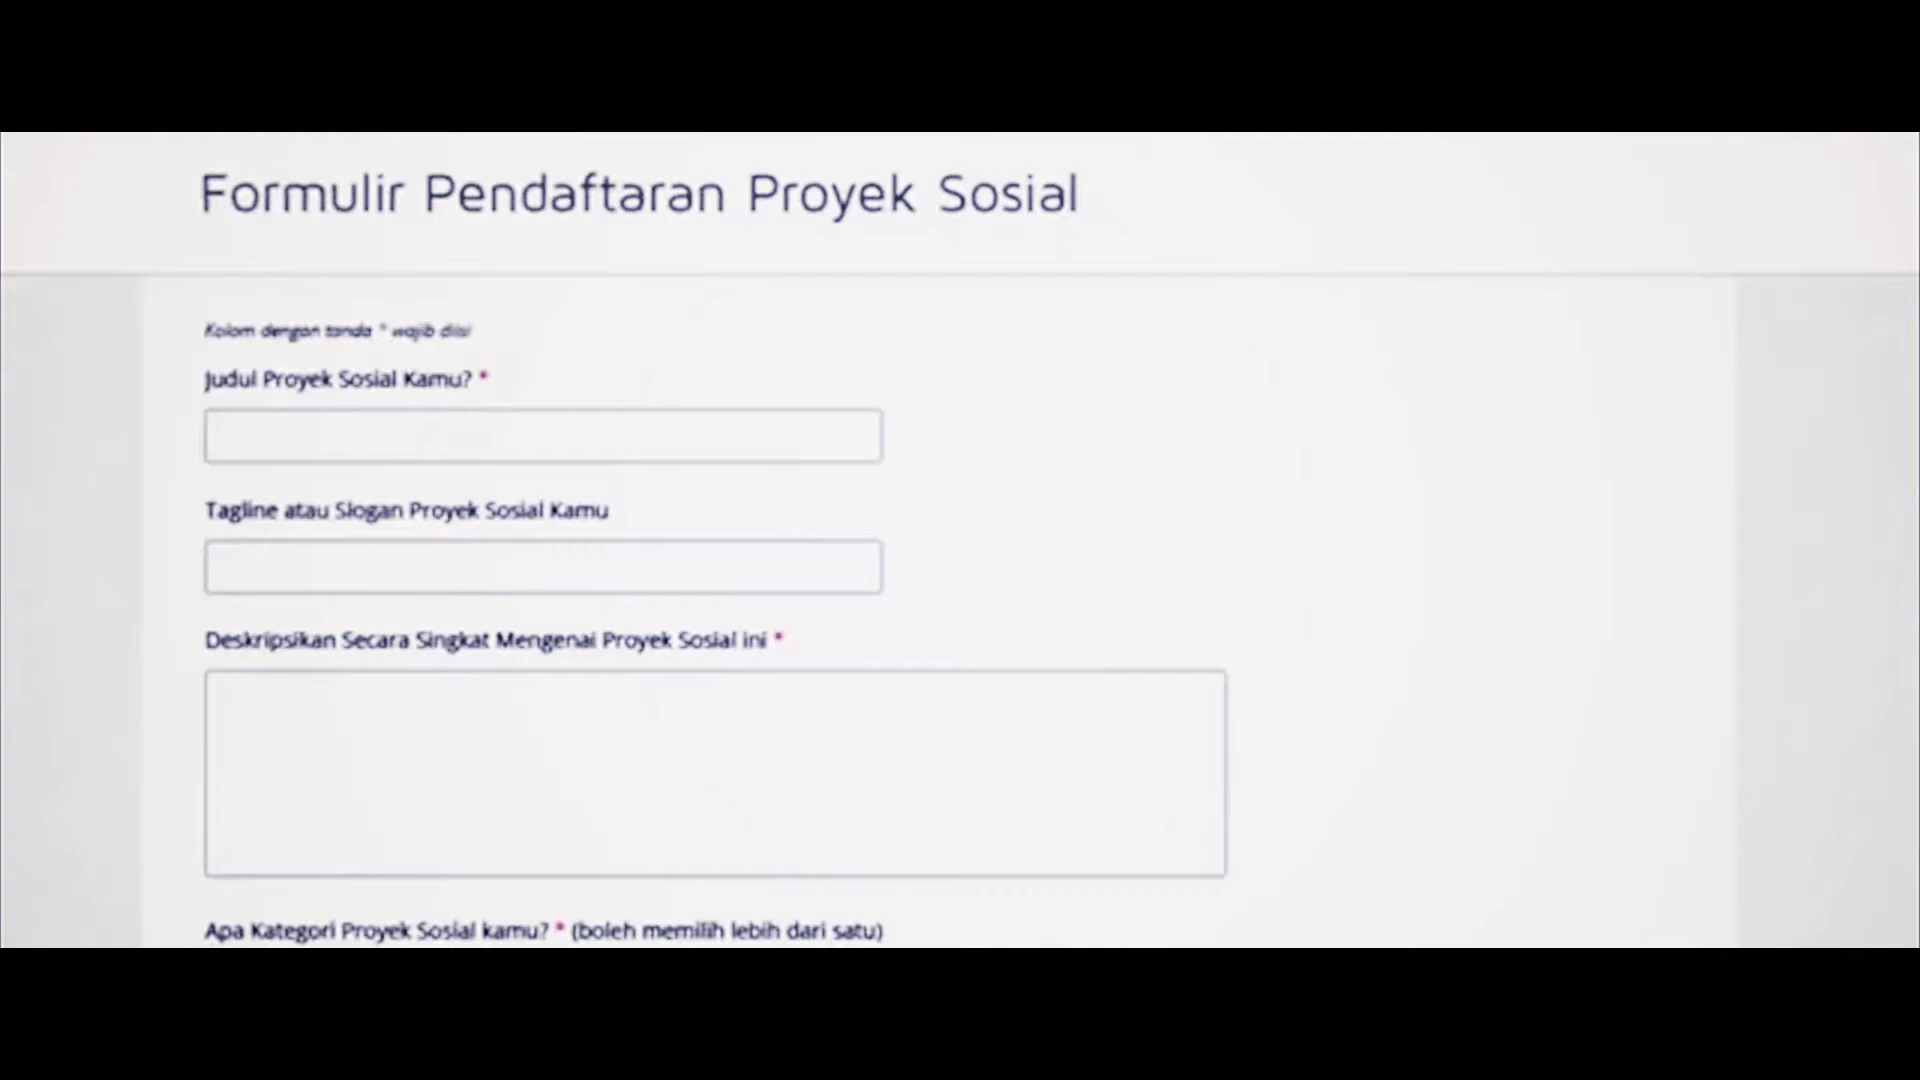 Formulir Pendaftaran Proyek Sosial
Kolom dengan tanda * wajib diisi
Judul Proyek Sosial Kamu? *
Tagline atau Slogan Proyek Sosial Kamu
Deskripsikan Secara Singkat Mengenai Proyek Sosial ini *
Apa Kategori Proyek Sosial kamu? * (boleh memilih lebih dari satu)